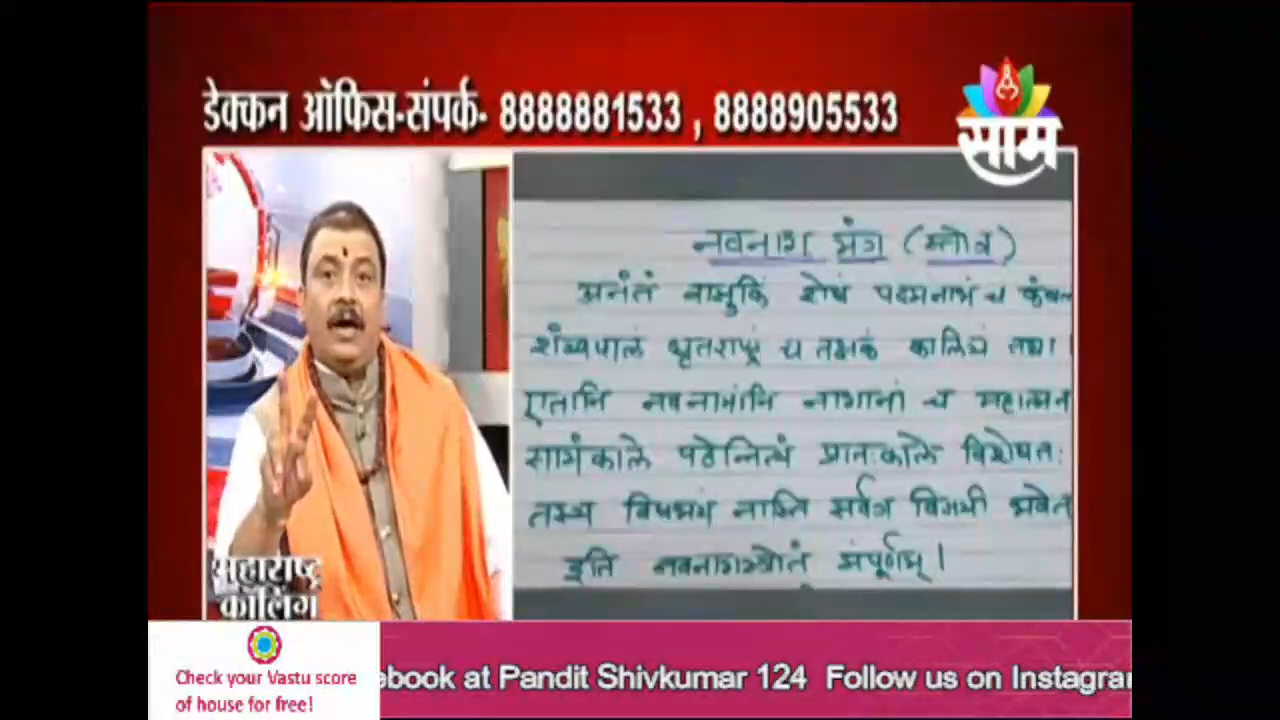 डेक्कन ऑफिस-संपर्क- 8888881533 , 8888905533
साम
नवनाग मंत्र (स्तोत्र)
अनंतं वासुकिं शेषं पद्मनाभं च कंबल
शंखपालं धृतराष्ट्रं च तक्षकं कालियं तथा ।
एतानि नवनामानि नागानां च महात्मन
सायंकाले पठेन्नित्यं प्रातःकाले विशेषतः
तस्य विषभयं नास्ति सर्वत्र विजयी भवेत
इति नवनागस्तोत्रं संपूर्णम् ।
महाराष्ट्र
कॉलिंग
Check your Vastu score
of house for free!
ebook at Pandit Shivkumar 124 Follow us on Instagra